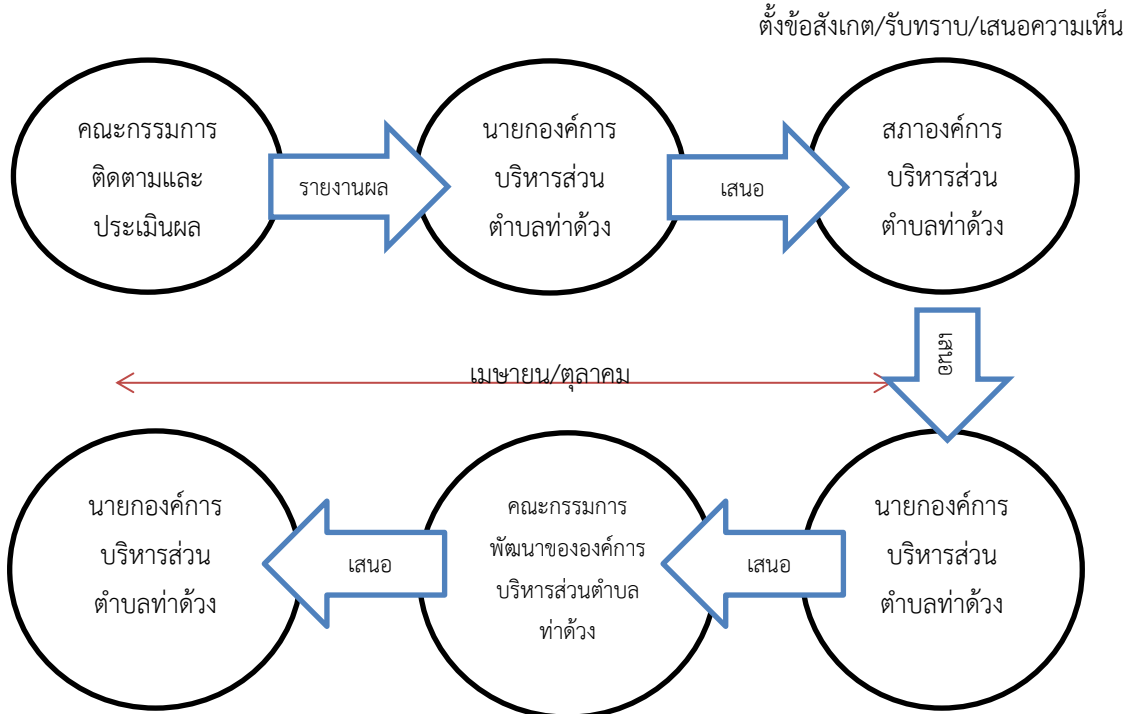 ตั้งข้อสังเกต/รับทราบ/เสนอความเห็น
คณะกรรมการ
ติดตามและ
ประเมินผล
รายงานผล
นายกองค์การ
บริหารส่วน
ตำบลท่าด้วง
เสนอ
สภาองค์การ
บริหารส่วน
ตำบลท่าด้วง
เสนอ
เมษายน/ตุลาคม
นายกองค์การ
บริหารส่วน
ตำบลท่าด้วง
เสนอ
คณะกรรมการ
พัฒนาขององค์การ
บริหารส่วนตำบล
ท่าด้วง
เสนอ
นายกองค์การ
บริหารส่วน
ตำบลท่าด้วง